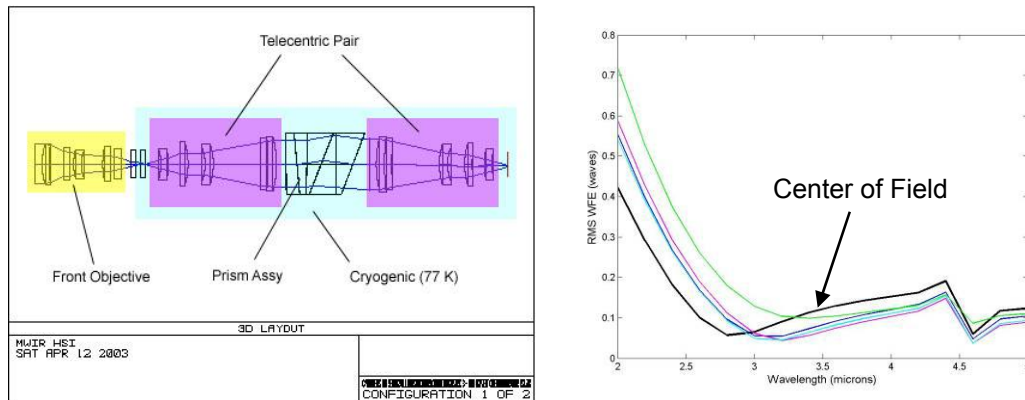 Telecentric Pair
Front Objective
Prism Assy
Cryogenic (77 K)
3D LAYOUT
MWIR HSI
SAT APR 12 2003
CONFIGURATION 1 OF 2
0.8
0.7
0.6
0.5
0.4
0.3
0.2
0.1
0
RMS WFE (waves)
Center of Field
2
2.5
3
3.5
4
4.5
5
Wavelength (microns)